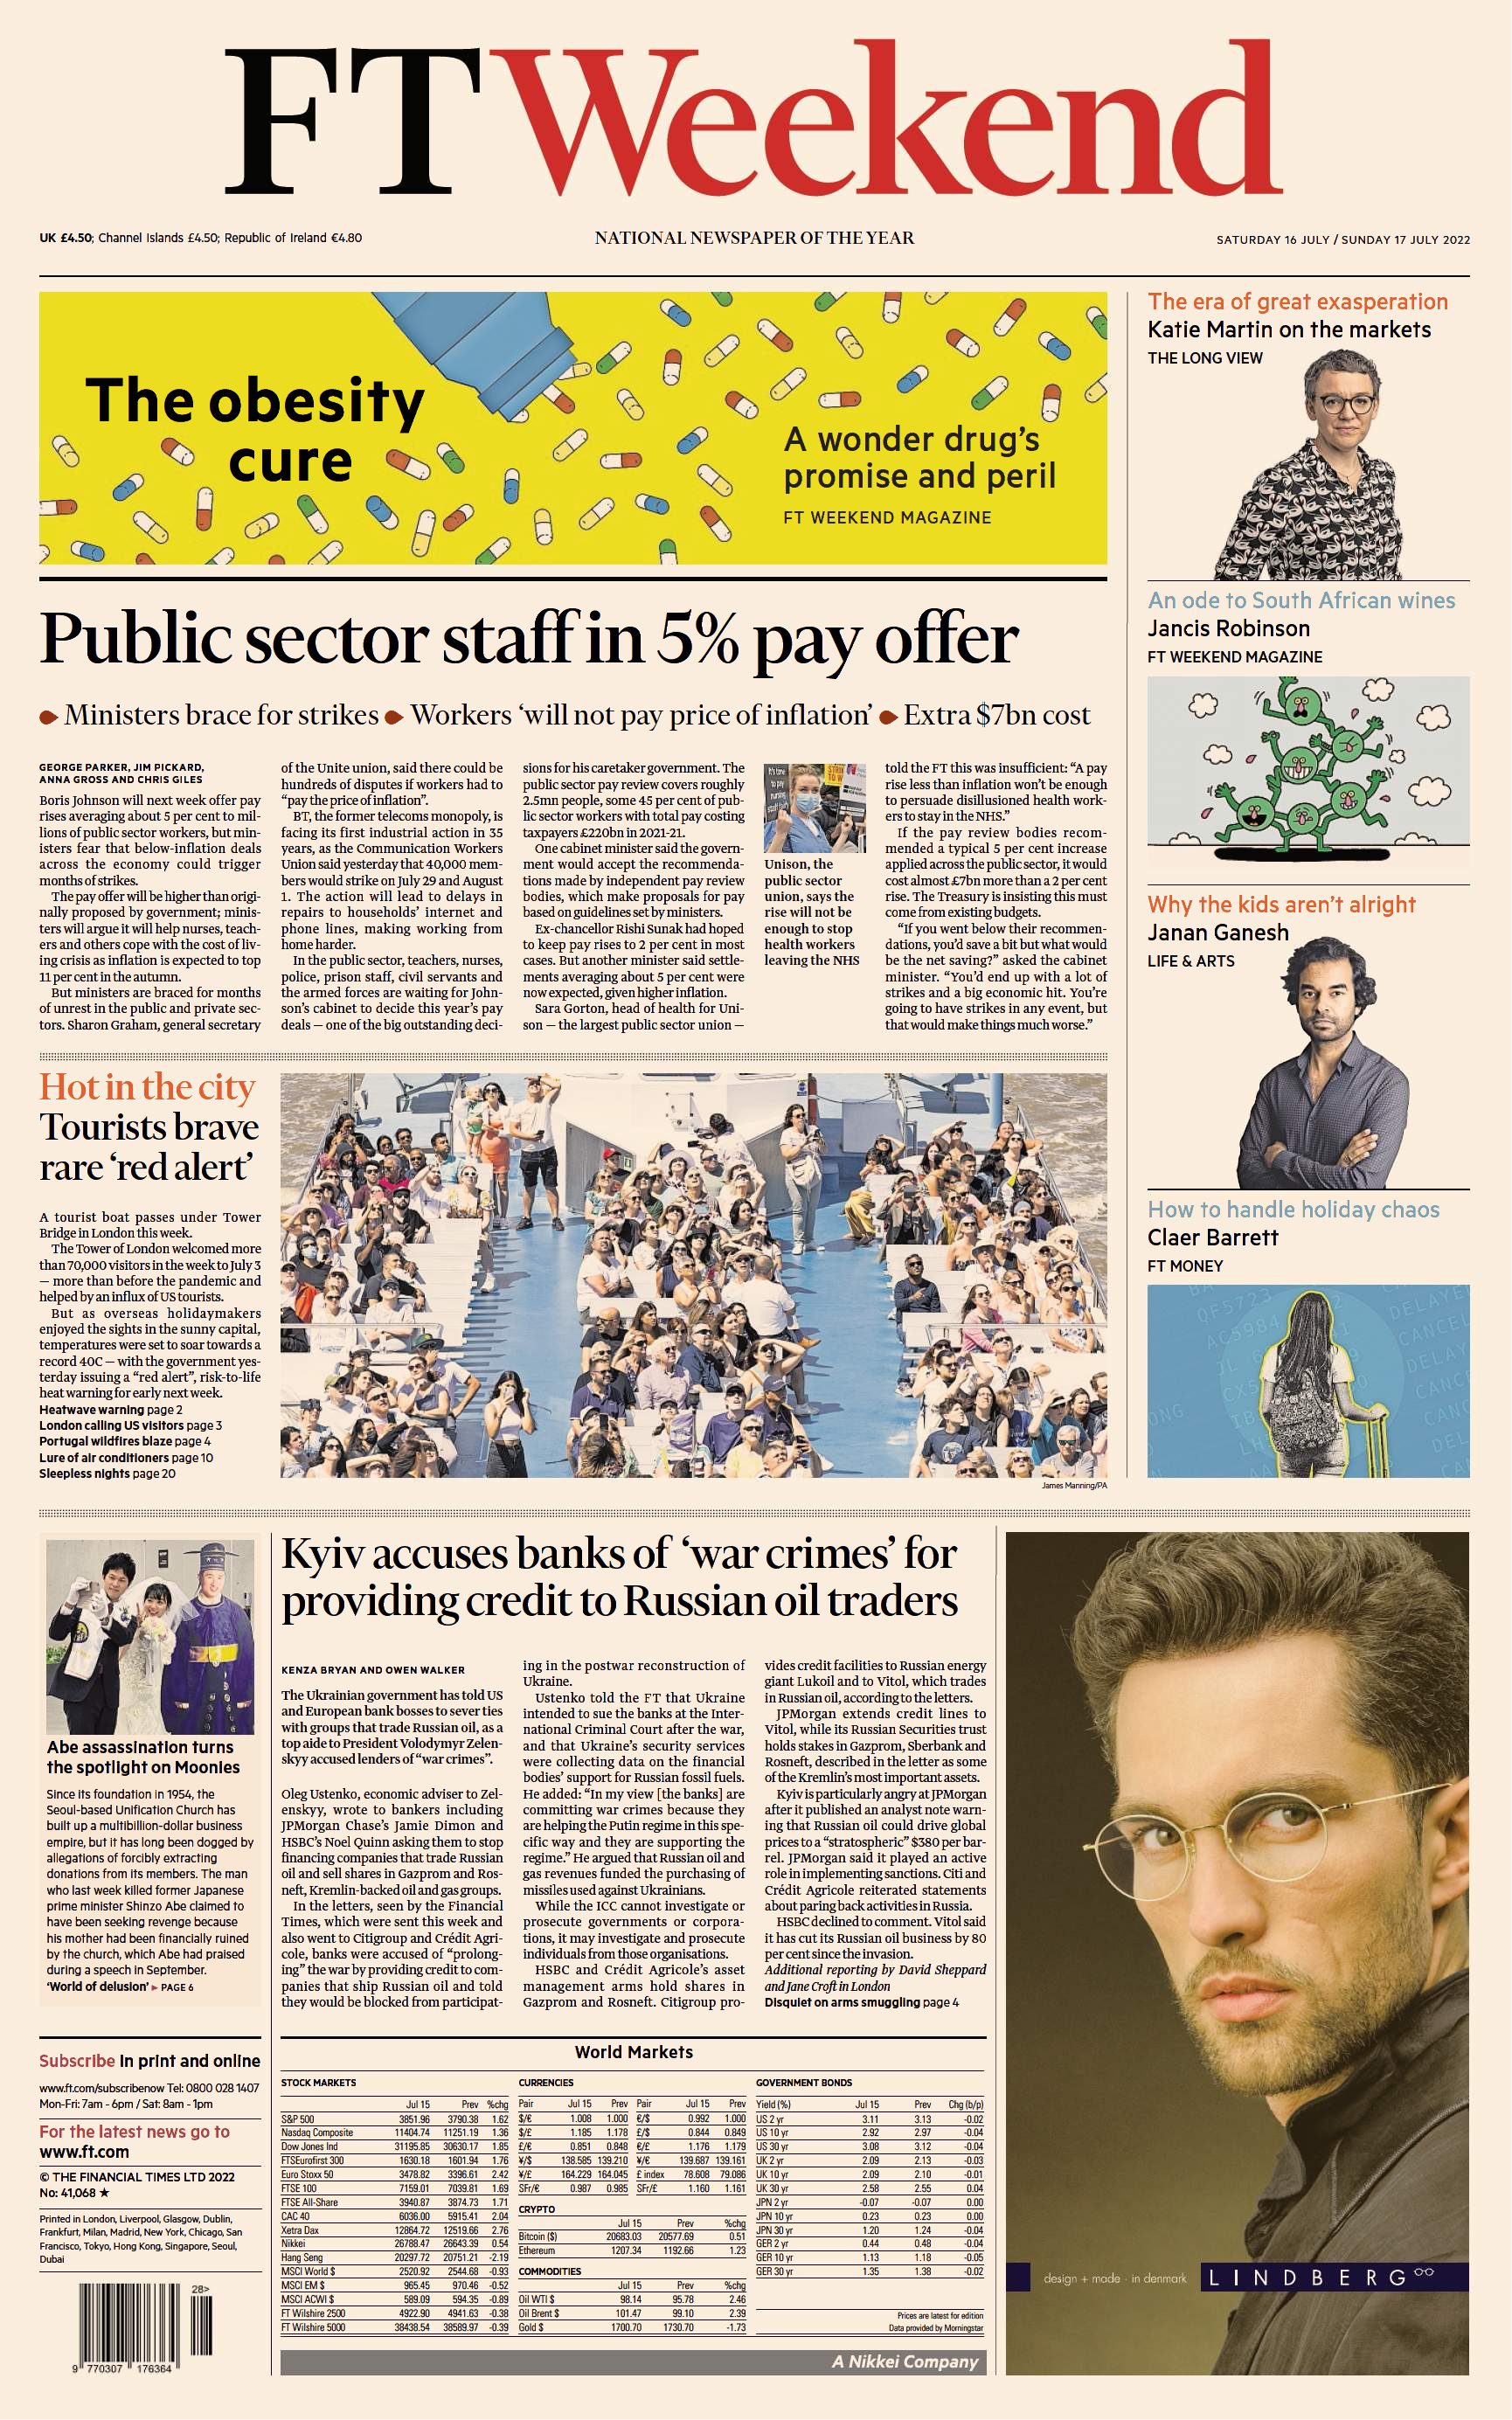 FTWeekend
UK £4.50; Channel Islands £4.50; Republic of Ireland €4.80
NATIONAL NEWSPAPER OF THE YEAR
SATURDAY 16 JULY / SUNDAY 17 JULY 2022
The obesity
cure
A wonder drug's
promise and peril
FT WEEKEND MAGAZINE
The era of great exasperation
Katie Martin on the markets
THE LONG VIEW
An ode to South African wines
Jancis Robinson
FT WEEKEND MAGAZINE
Why the kids aren't alright
Janan Ganesh
LIFE & ARTS
How to handle holiday chaos
Claer Barrett
FT MONEY
Public sector staff in 5% pay offer
Ministers brace for strikes Workers 'will not pay price of inflation' Extra $7bn cost
GEORGE PARKER, JIM PICKARD,
ANNA GROSS AND CHRIS GILES
Boris Johnson will next week offer pay
rises averaging about 5 per cent to mil-
lions of public sector workers, but min-
isters fear that below-inflation deals
across the economy could trigger
months of strikes.
The pay offer will be higher than origi-
nally proposed by government; minis-
ters will argue it will help nurses, teach-
ers and others cope with the cost of liv-
ing crisis as inflation is expected to top
11 per cent in the autumn.
But ministers are braced for months
of unrest in the public and private sec-
tors. Sharon Graham, general secretary
of the Unite union, said there could be
hundreds of disputes if workers had to
"pay the price of inflation".
BT, the former telecoms monopoly, is
facing its first industrial action in 35
years, as the Communication Workers
Union said yesterday that 40,000 mem-
bers would strike on July 29 and August
1. The action will lead to delays in
repairs to households' internet and
phone lines, making working from
home harder.
In the public sector, teachers, nurses,
police, prison staff, civil servants and
the armed forces are waiting for John-
son's cabinet to decide this year's pay
deals — one of the big outstanding deci-
sions for his caretaker government. The
public sector pay review covers roughly
2.5mn people, some 45 per cent of pub-
lic sector workers with total pay costing
taxpayers £220bn in 2021-21.
One cabinet minister said the govern-
ment would accept the recommenda-
tions made by independent pay review
bodies, which make proposals for pay
based on guidelines set by ministers.
Ex-chancellor Rishi Sunak had hoped
to keep pay rises to 2 per cent in most
cases. But another minister said settle-
ments averaging about 5 per cent were
now expected, given higher inflation.
Sara Gorton, head of health for Uni-
son — the largest public sector union —
Unison, the
public sector
union, says the
rise will not be
enough to stop
health workers
leaving the NHS
told the FT this was insufficient: "A pay
rise less than inflation won't be enough
to persuade disillusioned health work-
ers to stay in the NHS."
If the pay review bodies recom-
mended a typical 5 per cent increase
applied across the public sector, it would
cost almost £7bn more than a 2 per cent
rise. The Treasury is insisting this must
come from existing budgets.
"If you went below their recommen-
dations, you'd save a bit but what would
be the net saving?" asked the cabinet
minister. "You'd end up with a lot of
strikes and a big economic hit. You're
going to have strikes in any event, but
that would make things much worse."
Hot in the city
Tourists brave
rare 'red alert'
A tourist boat passes under Tower
Bridge in London this week.
The Tower of London welcomed more
than 70,000 visitors in the week to July 3
— more than before the pandemic and
helped by an influx of US tourists.
But as overseas holidaymakers
enjoyed the sights in the sunny capital,
temperatures were set to soar towards a
record 40C — with the government yes-
terday issuing a "red alert", risk-to-life
heat warning for early next week.
Heatwave warning page 2
London calling US visitors page 3
Portugal wildfires blaze page 4
Lure of air conditioners page 10
Sleepless nights page 20
James Manning/PA
Abe assassination turns
the spotlight on Moonies
Since its foundation in 1954, the
Seoul-based Unification Church has
built up a multibillion-dollar business
empire, but it has long been dogged by
allegations of forcibly extracting
donations from its members. The man
who last week killed former Japanese
prime minister Shinzo Abe claimed to
have been seeking revenge because
his mother had been financially ruined
by the church, which Abe had praised
during a speech in September.
'World of delusion' ► PAGE 6
Kyiv accuses banks of 'war crimes' for
providing credit to Russian oil traders
KENZA BRYAN AND OWEN WALKER
The Ukrainian government has told US
and European bank bosses to sever ties
with groups that trade Russian oil, as a
top aide to President Volodymyr Zelen-
skyy accused lenders of "war crimes".
Oleg Ustenko, economic adviser to Zel-
enskyy, wrote to bankers including
JPMorgan Chase's Jamie Dimon and
HSBC's Noel Quinn asking them to stop
financing companies that trade Russian
oil and sell shares in Gazprom and Ros-
neft, Kremlin-backed oil and gas groups.
In the letters, seen by the Financial
Times, which were sent this week and
also went to Citigroup and Crédit Agri-
cole, banks were accused of "prolong-
ing" the war by providing credit to com-
panies that ship Russian oil and told
they would be blocked from participat-
ing in the postwar reconstruction of
Ukraine.
Ustenko told the FT that Ukraine
intended to sue the banks at the Inter-
national Criminal Court after the war,
and that Ukraine's security services
were collecting data on the financial
bodies' support for Russian fossil fuels.
He added: "In my view [the banks] are
committing war crimes because they
are helping the Putin regime in this spe-
cific way and they are supporting the
regime." He argued that Russian oil and
gas revenues funded the purchasing of
missiles used against Ukrainians.
While the ICC cannot investigate or
prosecute governments or corpora-
tions, it may investigate and prosecute
individuals from those organisations.
HSBC and Crédit Agricole's asset
management arms hold shares in
Gazprom and Rosneft. Citigroup pro-
vides credit facilities to Russian energy
giant Lukoil and to Vitol, which trades
in Russian oil, according to the letters.
JPMorgan extends credit lines to
Vitol, while its Russian Securities trust
holds stakes in Gazprom, Sberbank and
Rosneft, described in the letter as some
of the Kremlin's most important assets.
Kyiv is particularly angry at JPMorgan
after it published an analyst note warn-
ing that Russian oil could drive global
prices to a "stratospheric" $380 per bar-
rel. JPMorgan said it played an active
role in implementing sanctions. Citi and
Crédit Agricole reiterated statements
about paring back activities in Russia.
HSBC declined to comment. Vitol said
it has cut its Russian oil business by 80
per cent since the invasion.
Additional reporting by David Sheppard
and Jane Croft in London
Disquiet on arms smuggling page 4
Subscribe In print and online
www.ft.com/subscribenow Tel: 0800 028 1407
Mon-Fri: 7am - 6pm / Sat: 8am - 1pm
For the latest news go to
www.ft.com
© THE FINANCIAL TIMES LTD 2022
No: 41,068 ★
Printed in London, Liverpool, Glasgow, Dublin,
Frankfurt, Milan, Madrid, New York, Chicago, San
Francisco, Tokyo, Hong Kong, Singapore, Seoul,
Dubai
28>
9 770307 176364
World Markets
STOCK MARKETS
Jul 15 Prev %chg
S&P 500 3851.96 3790.38 1.62
Nasdaq Composite 11404.74 11251.19 1.36
Dow Jones Ind 31195.85 30630.17 1.85
FTSEurofirst 300 1630.18 1601.94 1.76
Euro Stoxx 50 3478.82 3396.61 2.42
FTSE 100 7159.01 7039.81 1.69
FTSE All-Share 3940.87 3874.73 1.71
CAC 40 6036.00 5915.41 2.04
Xetra Dax 12864.72 12519.66 2.76
Nikkei 26788.47 26643.39 0.54
Hang Seng 20297.72 20751.21 -2.19
MSCI World $ 2520.92 2544.68 -0.93
MSCI EM $ 965.45 970.46 -0.52
MSCI ACWI $ 589.09 594.35 -0.89
FT Wilshire 2500 4922.90 4941.63 -0.38
FT Wilshire 5000 38438.54 38589.97 -0.39
CURRENCIES
Pair Jul 15 Prev Pair Jul 15 Prev
$/€ 1.008 1.000 €/$ 0.992 1.000
$/£ 1.185 1.178 £/$ 0.844 0.849
£/€ 0.851 0.848 €/£ 1.176 1.179
¥/$ 138.585 139.210 ¥/€ 139.687 139.161
¥/£ 164.229 164.045 £ index 78.608 79.086
SFr/€ 0.987 0.985 SFr/£ 1.160 1.161
CRYPTO
Jul 15 Prev %chg
Bitcoin ($) 20683.03 20577.69 0.51
Ethereum 1207.34 1192.66 1.23
COMMODITIES
Jul 15 Prev %chg
Oil WTI $ 98.14 95.78 2.46
Oil Brent $ 101.47 99.10 2.39
Gold $ 1700.70 1730.70 -1.73
GOVERNMENT BONDS
Yield (%) Jul 15 Prev Chg (b/p)
US 2 yr 3.11 3.13 -0.02
US 10 yr 2.92 2.97 -0.04
US 30 yr 3.08 3.12 -0.04
UK 2 yr 2.09 2.13 -0.03
UK 10 yr 2.09 2.10 -0.01
UK 30 yr 2.58 2.55 0.04
JPN 2 yr -0.07 -0.07 0.00
JPN 10 yr 0.23 0.23 0.00
JPN 30 yr 1.20 1.24 -0.04
GER 2 yr 0.44 0.48 -0.04
GER 10 yr 1.13 1.18 -0.05
GER 30 yr 1.35 1.38 -0.02
Prices are latest for edition
Data provided by Morningstar
A Nikkei Company
design + made · in denmark
LINDBERG